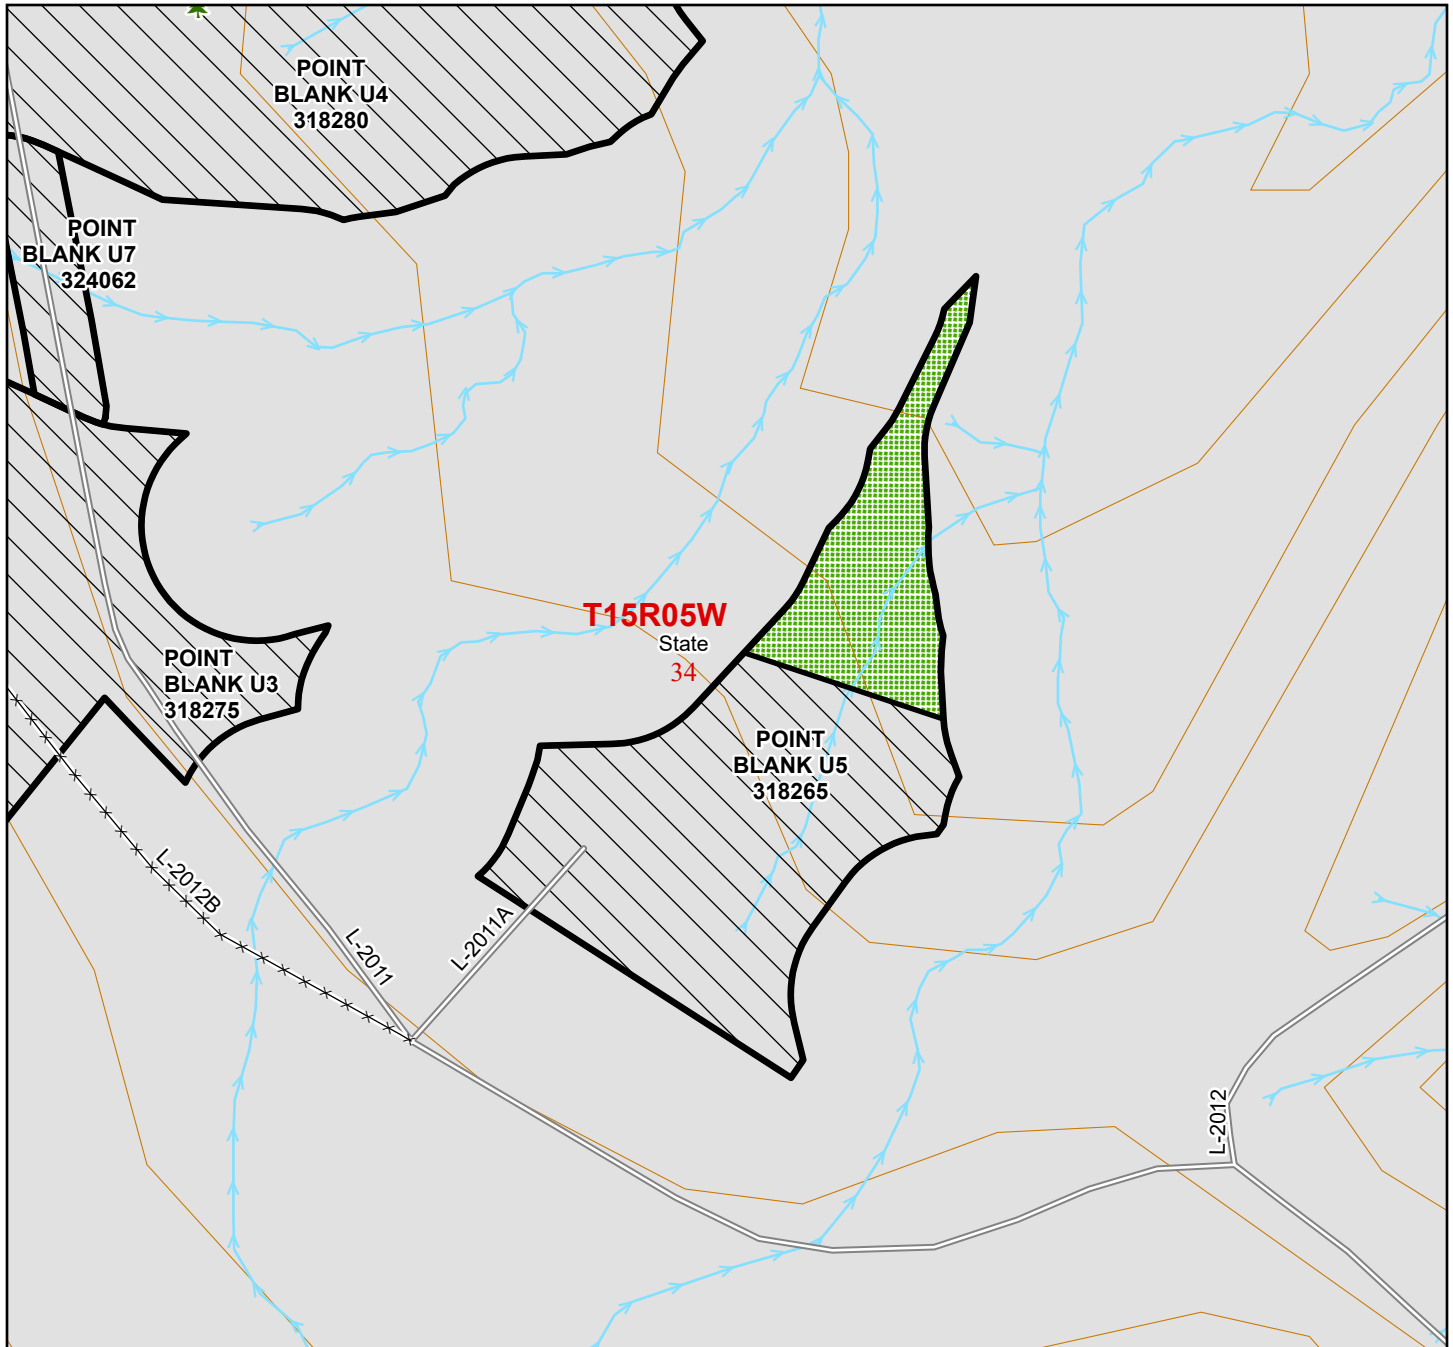 POINT
BLANK U4
318280
POINT
BLANK U7
324062
T15R05W
State
34
POINT
BLANK U3
318275
POINT
BLANK U5
318265
L-2012B
L-2011
L-2011A
L-2012